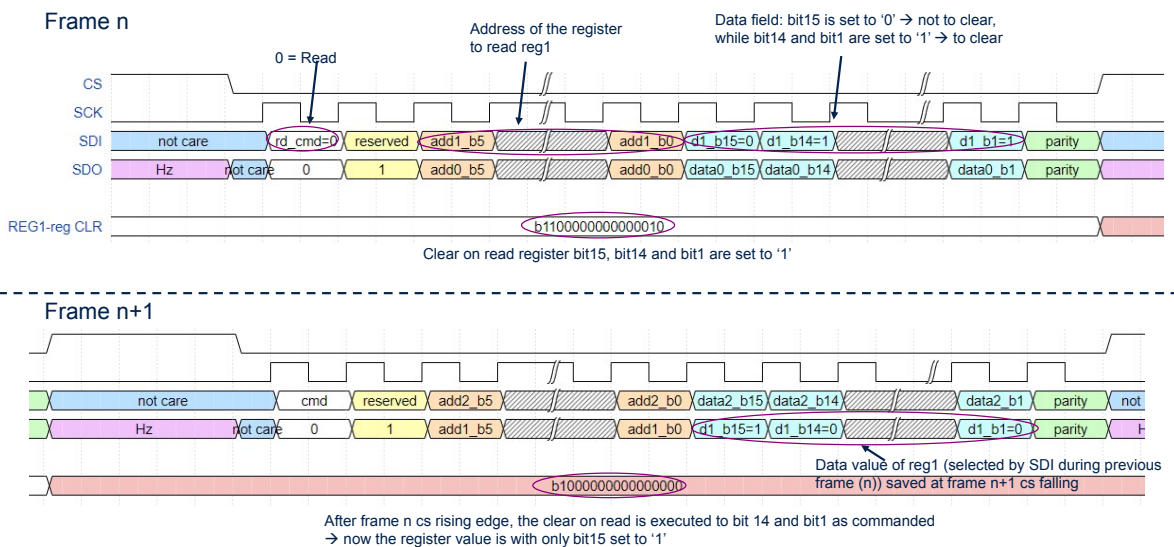 Frame n
Address of the register
to read reg1
Data field: bit15 is set to ‘0’ → not to clear,
while bit14 and bit1 are set to ‘1’ → to clear
0 = Read
CS
SCK
SDI not care rd_cmd=0 reserved add1_b5 add1_b0 d1_b15=0 d1_b14=1 d1_b1=1 parity
SDO Hz not care 0 1 add0_b5 add0_b0 data0_b15 data0_b14 data0_b1 parity
REG1-reg CLR b1100000000000010
Clear on read register bit15, bit14 and bit1 are set to ‘1’
Frame n+1
not care cmd reserved add2_b5 add2_b0 data2_b15 data2_b14 data2_b1 parity not
Hz not care 0 1 add1_b5 add1_b0 d1_b15=1 d1_b14=0 d1_b1=0 parity H
Data value of reg1 (selected by SDI during previous
frame (n)) saved at frame n+1 cs falling
b1000000000000000
After frame n cs rising edge, the clear on read is executed to bit 14 and bit1 as commanded
→ now the register value is with only bit15 set to ‘1’